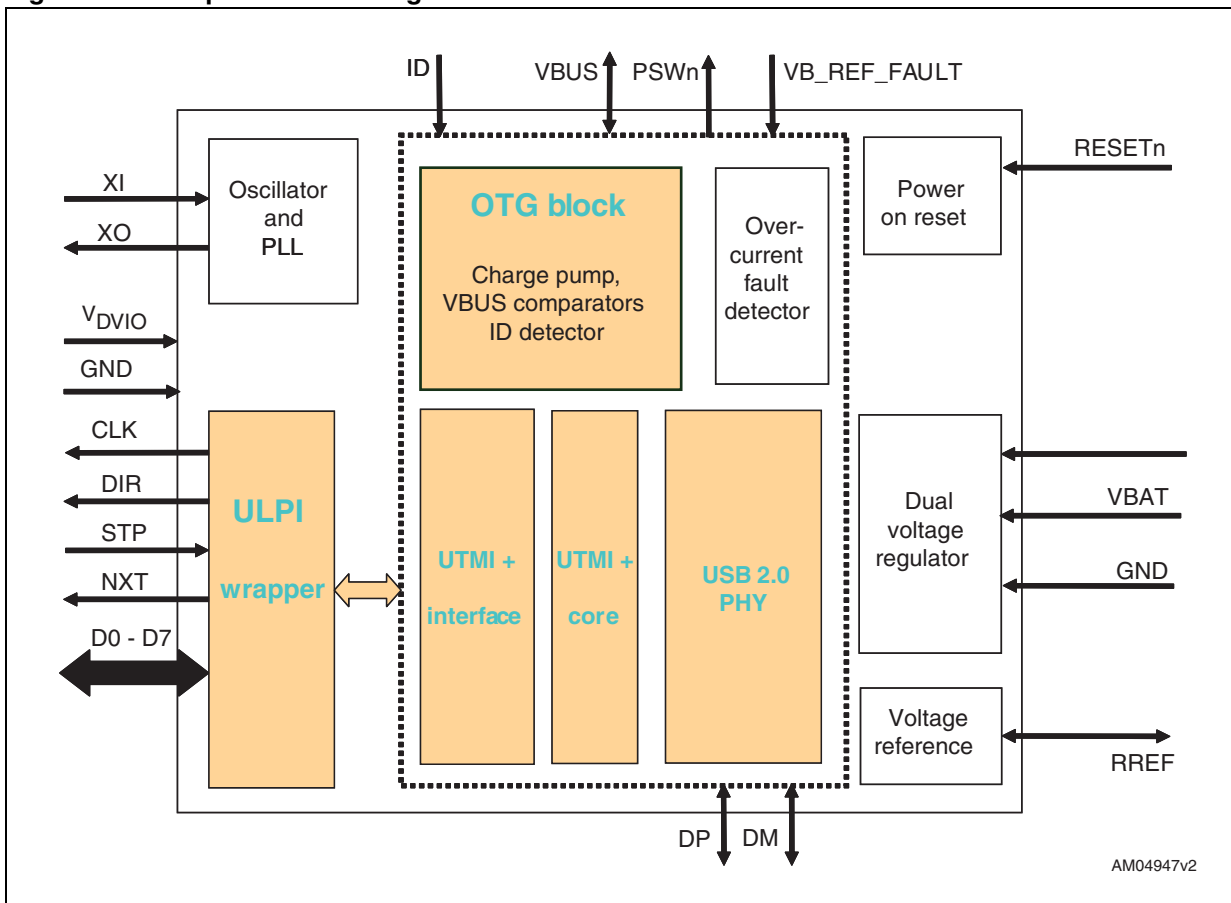 ID
VBUS
PSWn
VB_REF_FAULT
XI
XO
Oscillator
and
PLL
OTG block
Charge pump,
VBUS comparators
ID detector
Over-
current
fault
detector
Power
on reset
RESETn
VDVIO
GND
CLK
DIR
STP
NXT
D0 - D7
ULPI
wrapper
UTMI +
interface
UTMI +
core
USB 2.0
PHY
Dual
voltage
regulator
VBAT
GND
Voltage
reference
RREF
DP
DM
AM04947v2